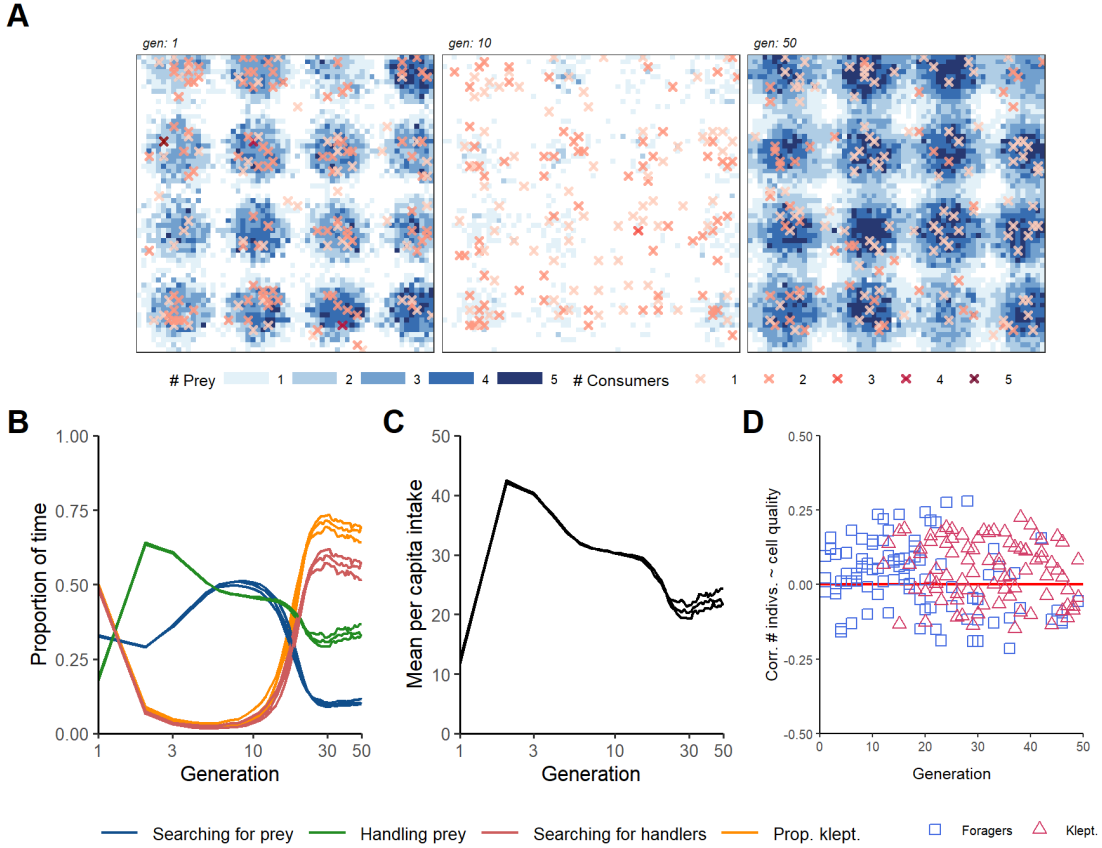 A
gen: 1
gen: 10
gen: 50
# Prey 1 2 3 4 5 # Consumers 1 2 3 4 5
B
1.00
0.75
0.50
0.25
0.00
Proportion of time
1 3 10 30 50
Generation
C
50
40
30
20
10
0
Mean per capita intake
1 3 10 30 50
Generation
D
0.50
0.25
0.00
-0.25
-0.50
Corr. # indivs. ~ cell quality
0 10 20 30 40 50
Generation
Searching for prey Handling prey Searching for handlers Prop. klept.
Foragers Klept.